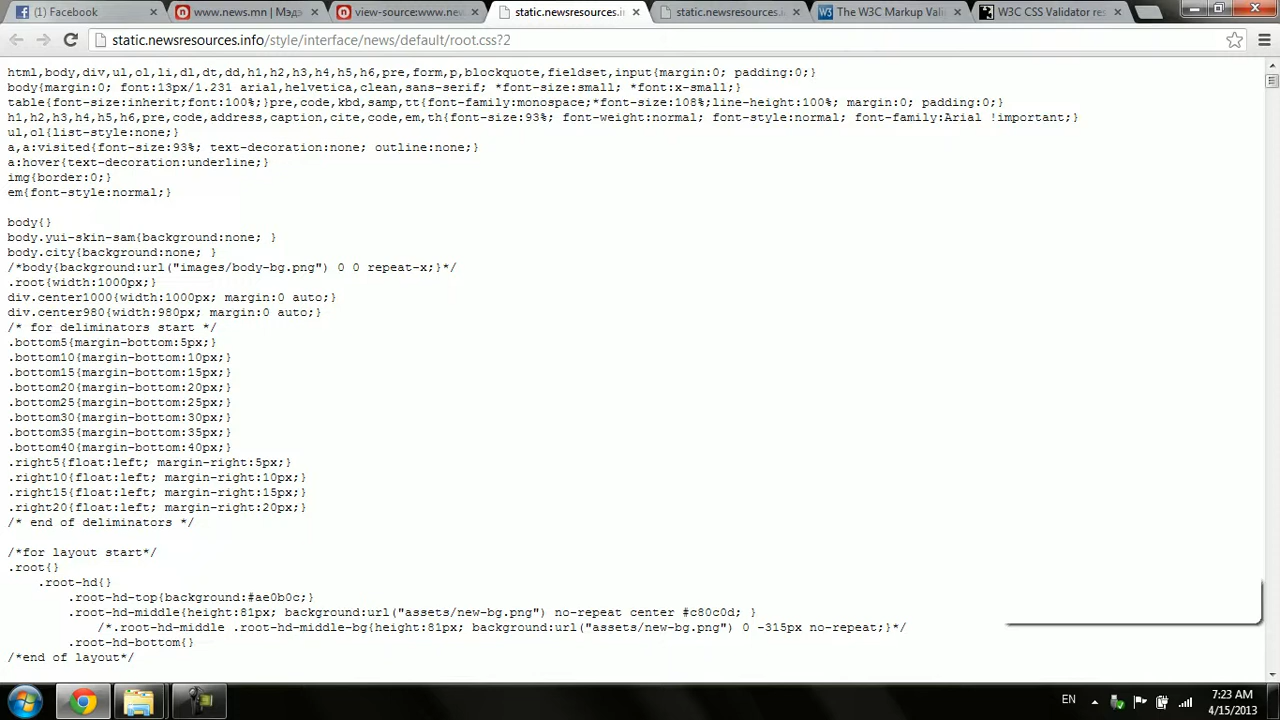 (1) Facebook
www.news.mn | Мэдэ
view-source:www.ne
static.newsresources.in
static.newsresources.in
The W3C Markup Vali
W3C CSS Validator res
static.newsresources.info/style/interface/news/default/root.css?2
html,body,div,ul,ol,li,dl,dt,dd,h1,h2,h3,h4,h5,h6,pre,form,p,blockquote,fieldset,input{margin:0; padding:0;}
body{margin:0; font:13px/1.231 arial,helvetica,clean,sans-serif; *font-size:small; *font:x-small;}
table{font-size:inherit;font:100%;}pre,code,kbd,samp,tt{font-family:monospace;*font-size:108%;line-height:100%; margin:0; padding:0;}
h1,h2,h3,h4,h5,h6,pre,code,address,caption,cite,code,em,th{font-size:93%; font-weight:normal; font-style:normal; font-family:Arial !important;}
ul,ol{list-style:none;}
a,a:visited{font-size:93%; text-decoration:none; outline:none;}
a:hover{text-decoration:underline;}
img{border:0;}
em{font-style:normal;}
body{}
body.yui-skin-sam{background:none; }
body.city{background:none; }
/*body{background:url("images/body-bg.png") 0 0 repeat-x;}*/
.root{width:1000px;}
div.center1000{width:1000px; margin:0 auto;}
div.center980{width:980px; margin:0 auto;}
/* for deliminators start */
.bottom5{margin-bottom:5px;}
.bottom10{margin-bottom:10px;}
.bottom15{margin-bottom:15px;}
.bottom20{margin-bottom:20px;}
.bottom25{margin-bottom:25px;}
.bottom30{margin-bottom:30px;}
.bottom35{margin-bottom:35px;}
.bottom40{margin-bottom:40px;}
.right5{float:left; margin-right:5px;}
.right10{float:left; margin-right:10px;}
.right15{float:left; margin-right:15px;}
.right20{float:left; margin-right:20px;}
/* end of deliminators */
/*for layout start*/
.root{}
.root-hd{}
.root-hd-top{background:#ae0b0c;}
.root-hd-middle{height:81px; background:url("assets/new-bg.png") no-repeat center #c80c0d; }
/*.root-hd-middle .root-hd-middle-bg{height:81px; background:url("assets/new-bg.png") 0 -315px no-repeat;}*/
.root-hd-bottom{}
/*end of layout*/
EN
7:23 AM
4/15/2013